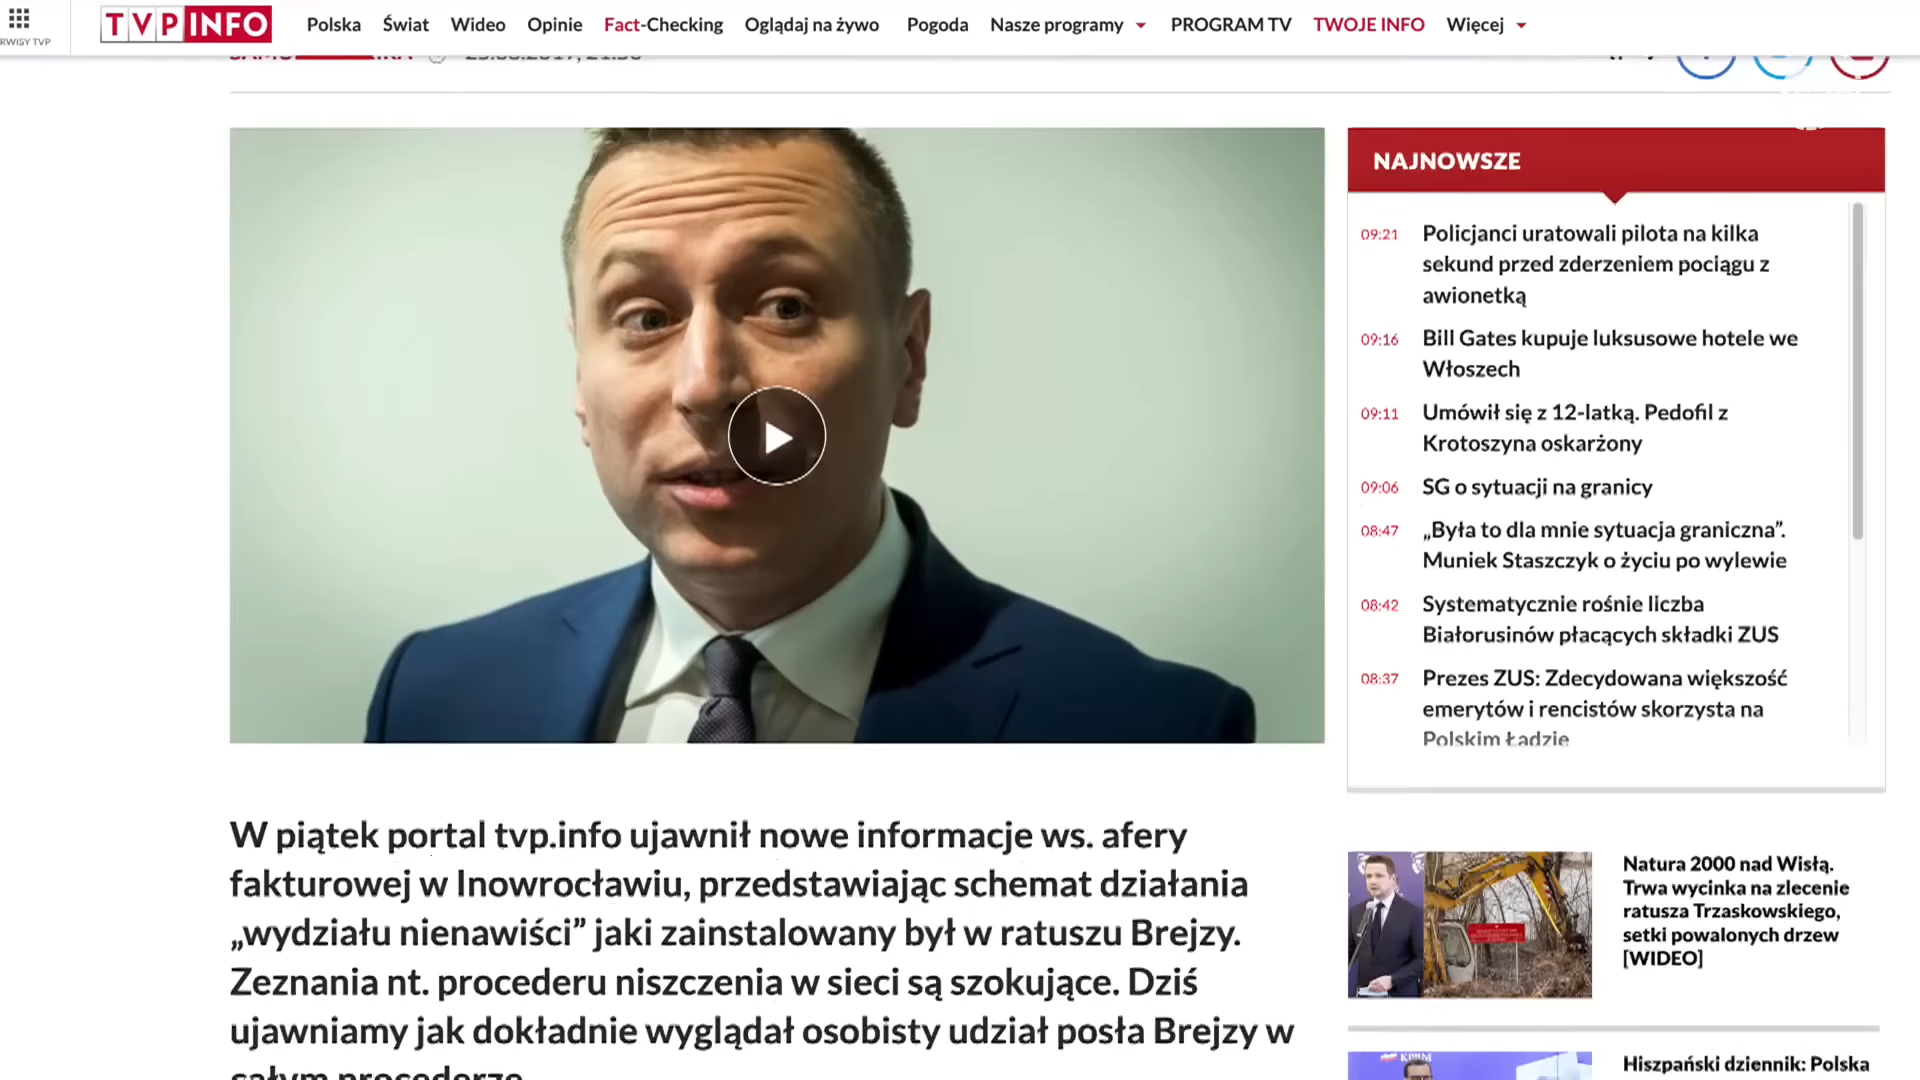 TVP INFO
Polska Świat Wideo Opinie Fact-Checking Oglądaj na żywo Pogoda Nasze programy PROGRAM TV TWOJE INFO Więcej
RWISY TVP
NAJNOWSZE
09:21 Policjanci uratowali pilota na kilka
sekund przed zderzeniem pociągu z
awionetką
09:16 Bill Gates kupuje luksusowe hotele we
Włoszech
09:11 Umówił się z 12-latką. Pedofil z
Krotoszyna oskarżony
09:06 SG o sytuacji na granicy
08:47 „Była to dla mnie sytuacja graniczna”.
Muniek Staszczyk o życiu po wylewie
08:42 Systematycznie rośnie liczba
Białorusinów płacących składki ZUS
08:37 Prezes ZUS: Zdecydowana większość
emerytów i rencistów skorzysta na
Polskim Ładzie
W piątek portal tvp.info ujawnił nowe informacje ws. afery
fakturowej w Inowrocławiu, przedstawiając schemat działania
„wydziału nienawiści” jaki zainstalowany był w ratuszu Brejzy.
Zeznania nt. procederu niszczenia w sieci są szokujące. Dziś
ujawniamy jak dokładnie wyglądał osobisty udział posła Brejzy w
całym procederze
Natura 2000 nad Wisłą.
Trwa wycinka na zlecenie
ratusza Trzaskowskiego,
setki powalonych drzew
[WIDEO]
Hiszpański dziennik: Polska